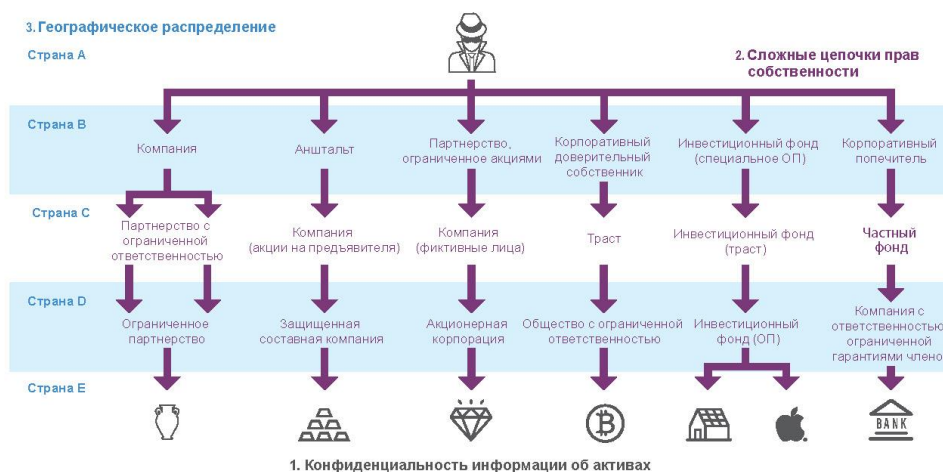 3. Географическое распределение
Страна A
2. Сложные цепочки прав
собственности
Страна B
Компания
Анштальт
Партнерство,
ограниченное акциями
Корпоративный
доверительный
собственник
Инвестиционный фонд
(специальное ОП)
Корпоративный
попечитель
Страна C
Партнерство с
ограниченной
ответственностью
Компания
(акции на предъявителя)
Компания
(фиктивные лица)
Траст
Инвестиционный фонд
(траст)
Частный
фонд
Страна D
Ограниченное
партнерство
Защищенная
составная компания
Акционерная
корпорация
Общество с ограниченной
ответственностью
Инвестиционный
фонд (ОП)
Компания с
ответственностью
ограниченной
гарантиями члено
Страна E
BANK
1. Конфиденциальность информации об активах